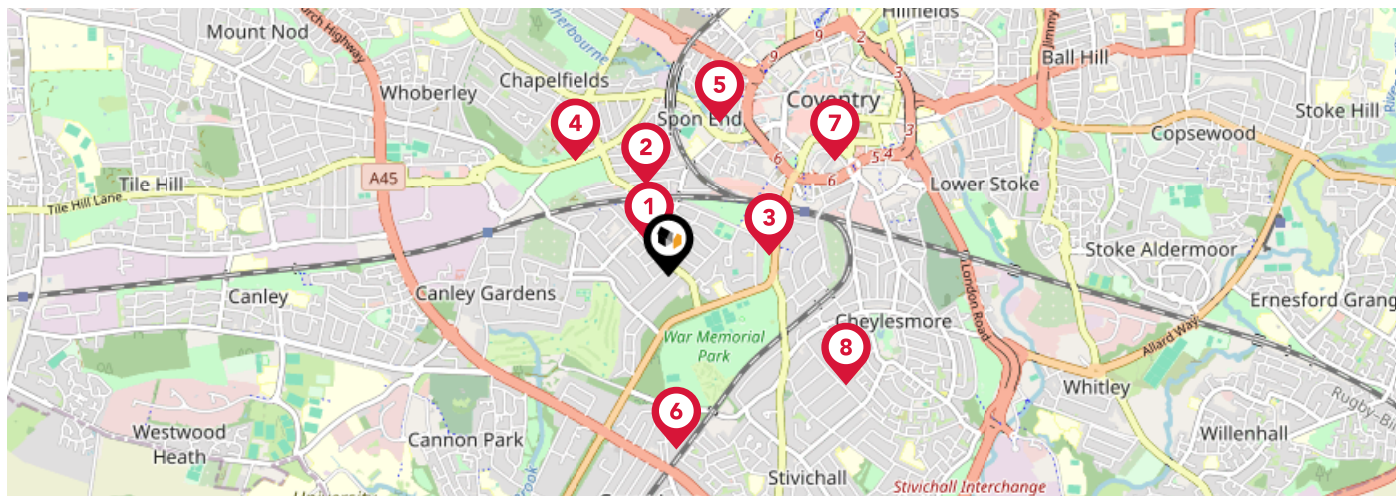 Hillfields
Mount Nod
9
2
9
Ball Hill
3
Chapelfields
5
Whoberley
Coventry
Stoke Hill
4
Spon End
7
3
Copsewood
2
6
5
4
A45
6
Tile Hill
Lower Stoke
Tile Hill Lane
1
3
Stoke Aldermoor
London Road
Canley
Canley Gardens
Cheylesmore
Allard Way
War Memorial
Park
8
Whitley
6
Westwood
Heath
Cannon Park
Willenhall
Stivichall
Stivichall Interchange